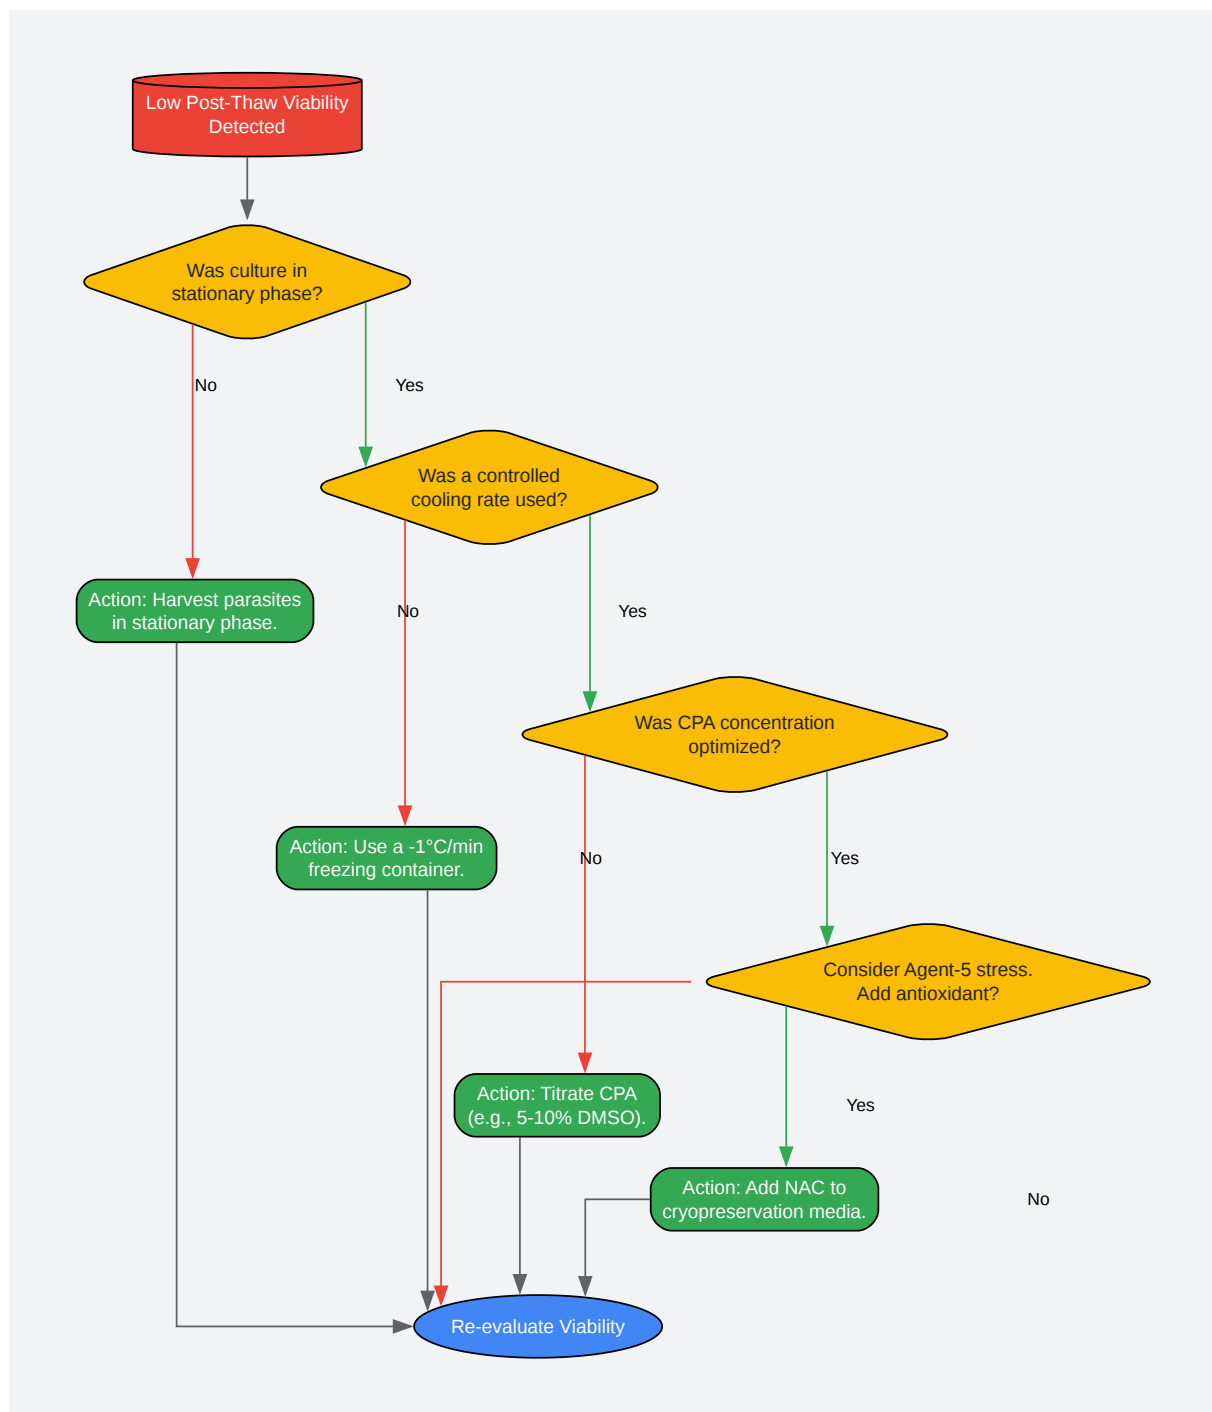 Low Post-Thaw Viability
Detected
Was culture in
stationary phase?
No
Yes
Was a controlled
cooling rate used?
Action: Harvest parasites
in stationary phase.
No
Yes
Was CPA concentration
optimized?
Action: Use a -1°C/min
freezing container.
No
Yes
Consider Agent-5 stress.
Add antioxidant?
Action: Titrate CPA
(e.g., 5-10% DMSO).
Yes
Action: Add NAC to
cryopreservation media.
No
Re-evaluate Viability